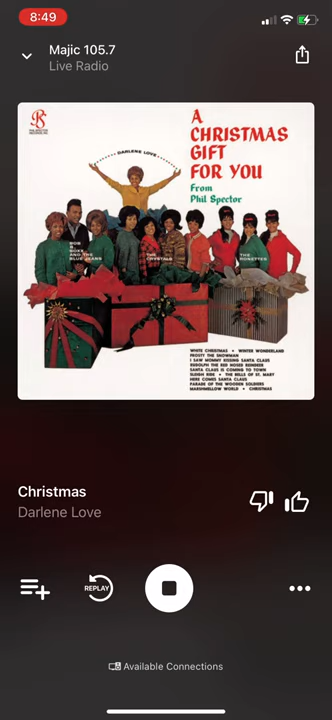 8:49
Majic 105.7
Live Radio
A
CHRISTMAS
GIFT
FOR YOU
From
Phil Spector
DARLENE LOVE
BOB
B.
SOXX
AND THE
BLUE JEANS
THE
CRYSTALS
THE
RONETTES
WHITE CHRISTMAS • WINTER WONDERLAND
FROSTY THE SNOWMAN
I SAW MOMMY KISSING SANTA CLAUS
RUDOLPH THE RED NOSED REINDEER
SANTA CLAUS IS COMING TO TOWN
SLEIGH RIDE • THE BELLS OF ST. MARY
HERE COMES SANTA CLAUS
PARADE OF THE WOODEN SOLDIERS
MARSHMELLOW WORLD • CHRISTMAS
Christmas
Darlene Love
REPLAY
Available Connections